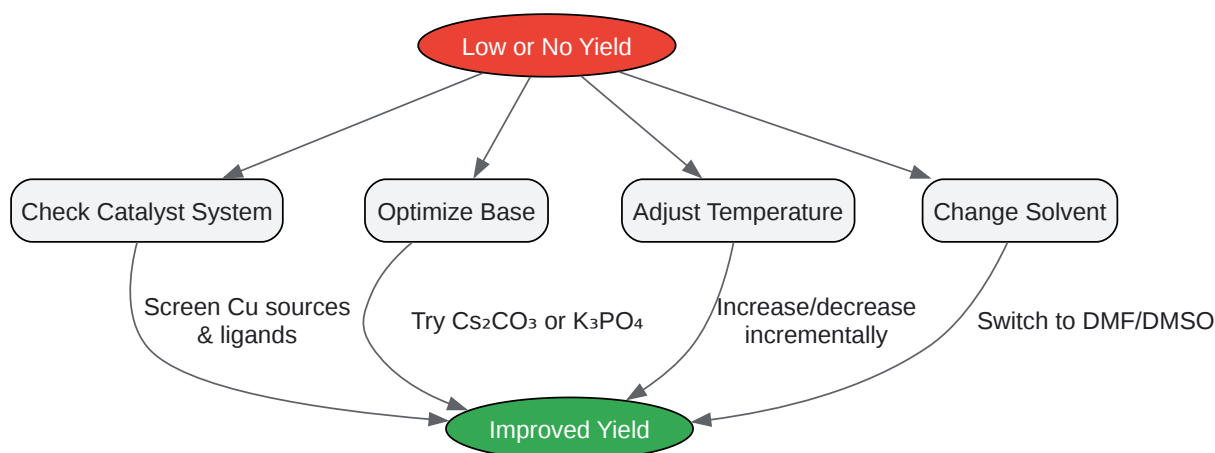 Low or No Yield
Check Catalyst System
Optimize Base
Adjust Temperature
Change Solvent
Screen Cu sources
& ligands
Try Cs₂CO₃ or K₃PO₄
Increase/decrease
incrementally
Switch to DMF/DMSO
Improved Yield